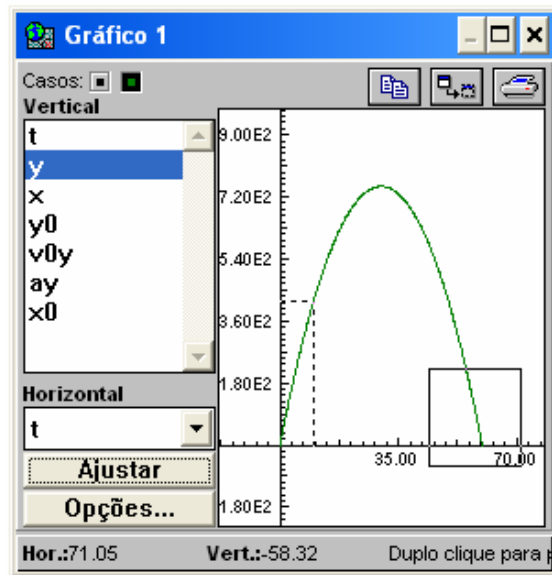 Gráfico 1
Casos:
Vertical
t
y
x
y0
v0y
ay
x0
Horizontal
t
Ajustar
Opções...
9.00E2
7.20E2
5.40E2
3.60E2
1.80E2
35.00
70.00
1.80E2
Hor.:71.05 Vert.:-58.32 Duplo clique para